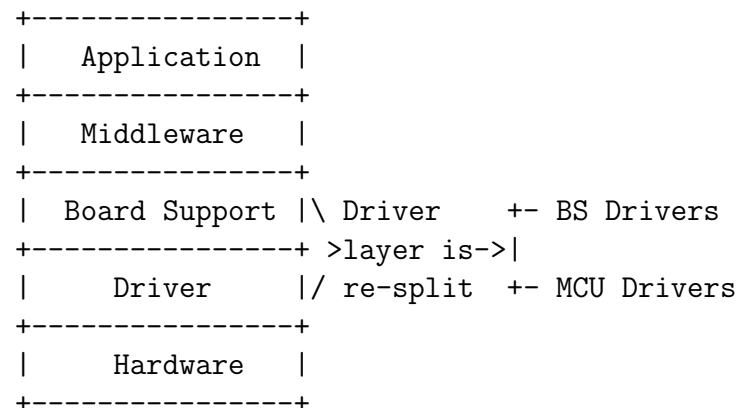 +----------------+
|   Application  |
+----------------+
|   Middleware   |
+----------------+
|  Board Support |\ Driver    +- BS Drivers
+----------------+ >layer is->|
|     Driver     |/ re-split  +- MCU Drivers
+----------------+
|    Hardware    |
+----------------+